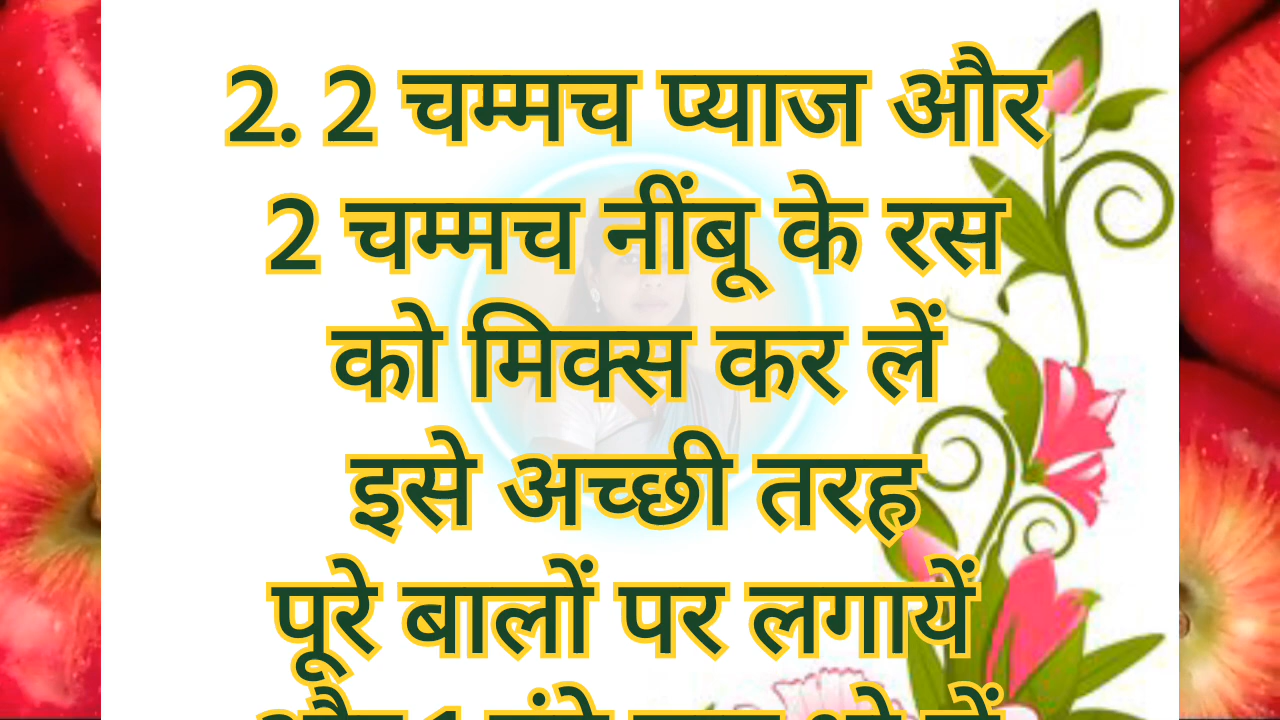 2. 2 चम्मच प्याज और
2 चम्मच नींबू के रस
को मिक्स कर लें
इसे अच्छी तरह
पूरे बालों पर लगायें